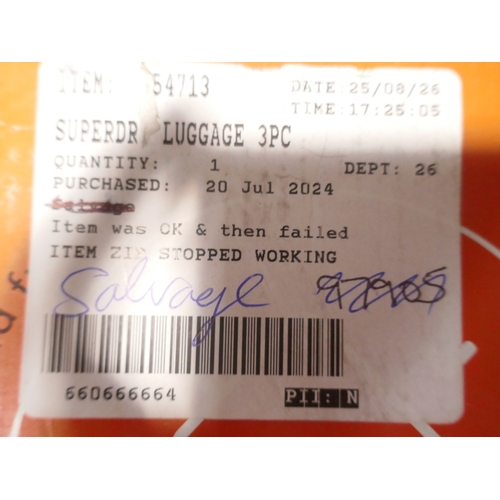 ITEM: 54713 DATE:25/08/26
TIME:17:25:05
SUPERDR, LUGGAGE 3PC
QUANTITY: 1 DEPT: 26
PURCHASED: 20 Jul 2024
Salvage
Item was OK & then failed
ITEM ZIP STOPPED WORKING
Salvage
660666664 PII: N